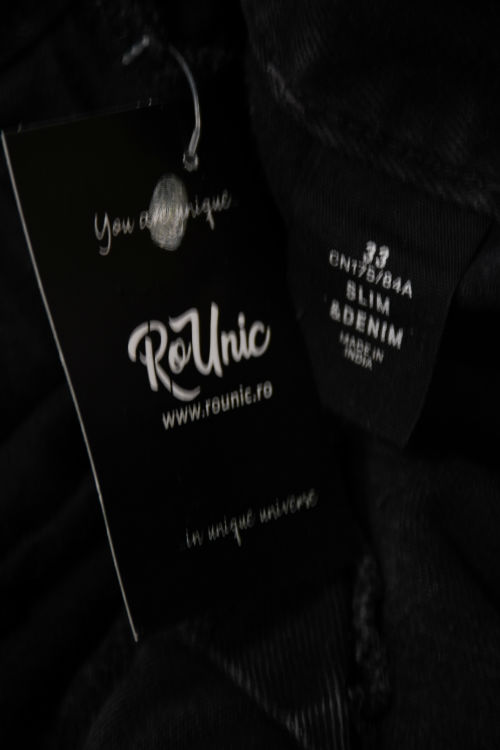 You are unique
RoUnic
www.rounic.ro
in unique universe
33
CN175/84A
SLIM
&DENIM
MADE IN
INDIA